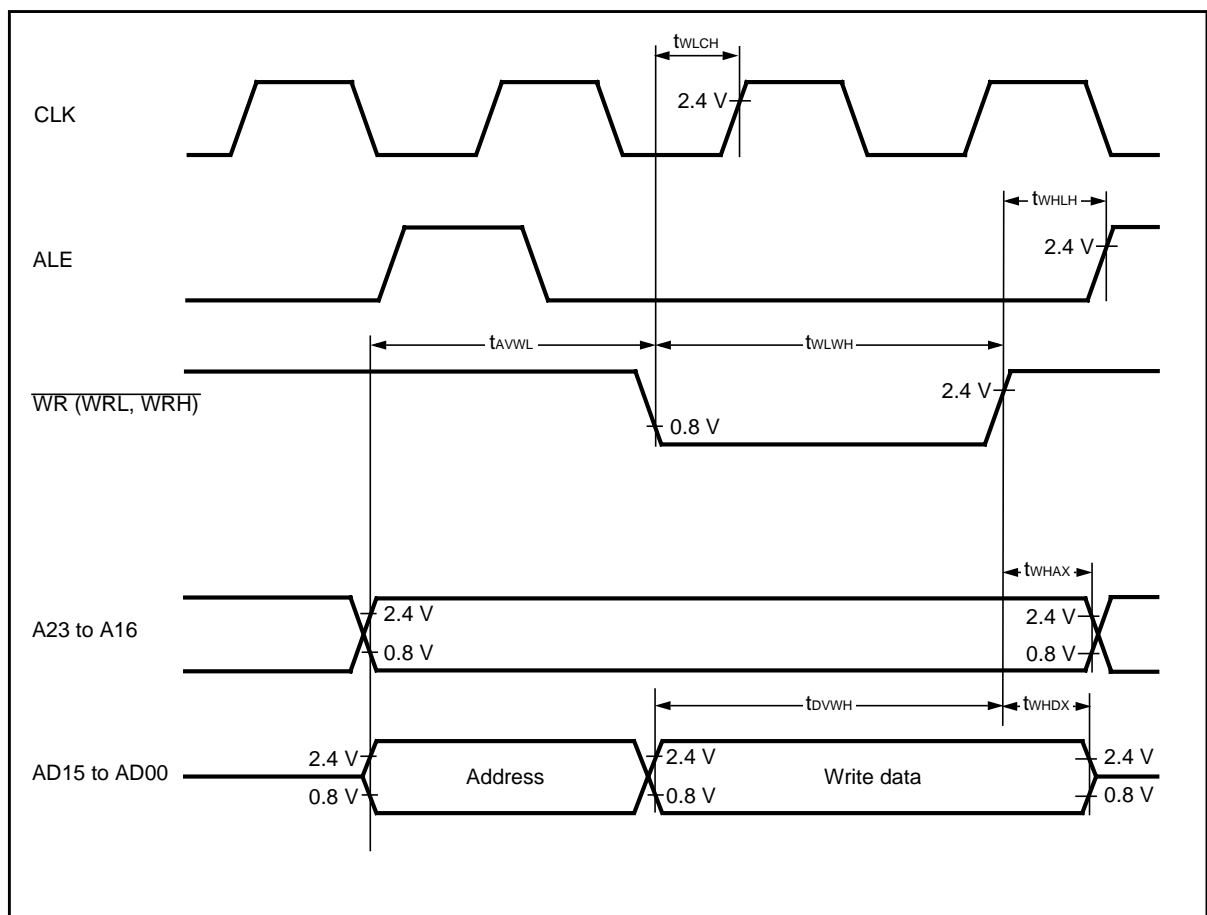 tWLCH
CLK
2.4 V
tWHLH
ALE
2.4 V
tAVWL
tWLWH
WR (WRL, WRH)
2.4 V
0.8 V
tWHAX
A23 to A16
2.4 V
2.4 V
0.8 V
0.8 V
tDVWH
tWHDX
AD15 to AD00
2.4 V
Address
2.4 V
Write data
2.4 V
0.8 V
0.8 V
0.8 V